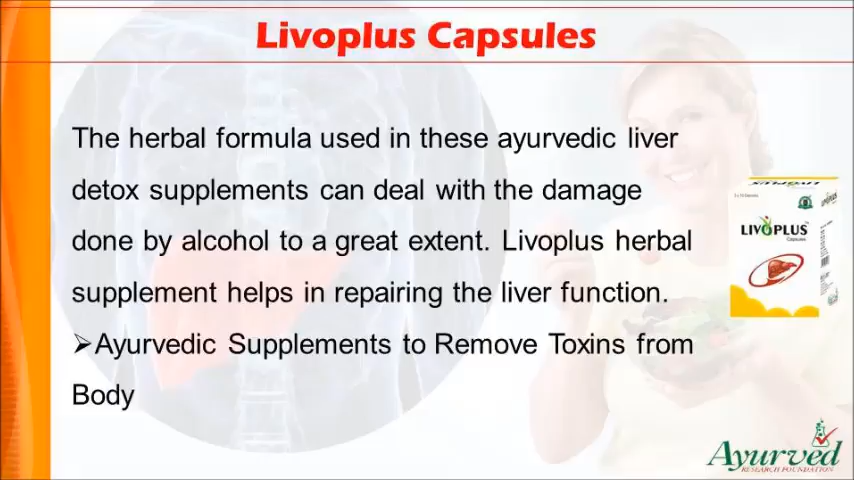 Livoplus Capsules
The herbal formula used in these ayurvedic liver
detox supplements can deal with the damage
done by alcohol to a great extent. Livoplus herbal
supplement helps in repairing the liver function.
➢Ayurvedic Supplements to Remove Toxins from
Body
LIVOPLUS
Capsules
Ayurved
RESEARCH FOUNDATION